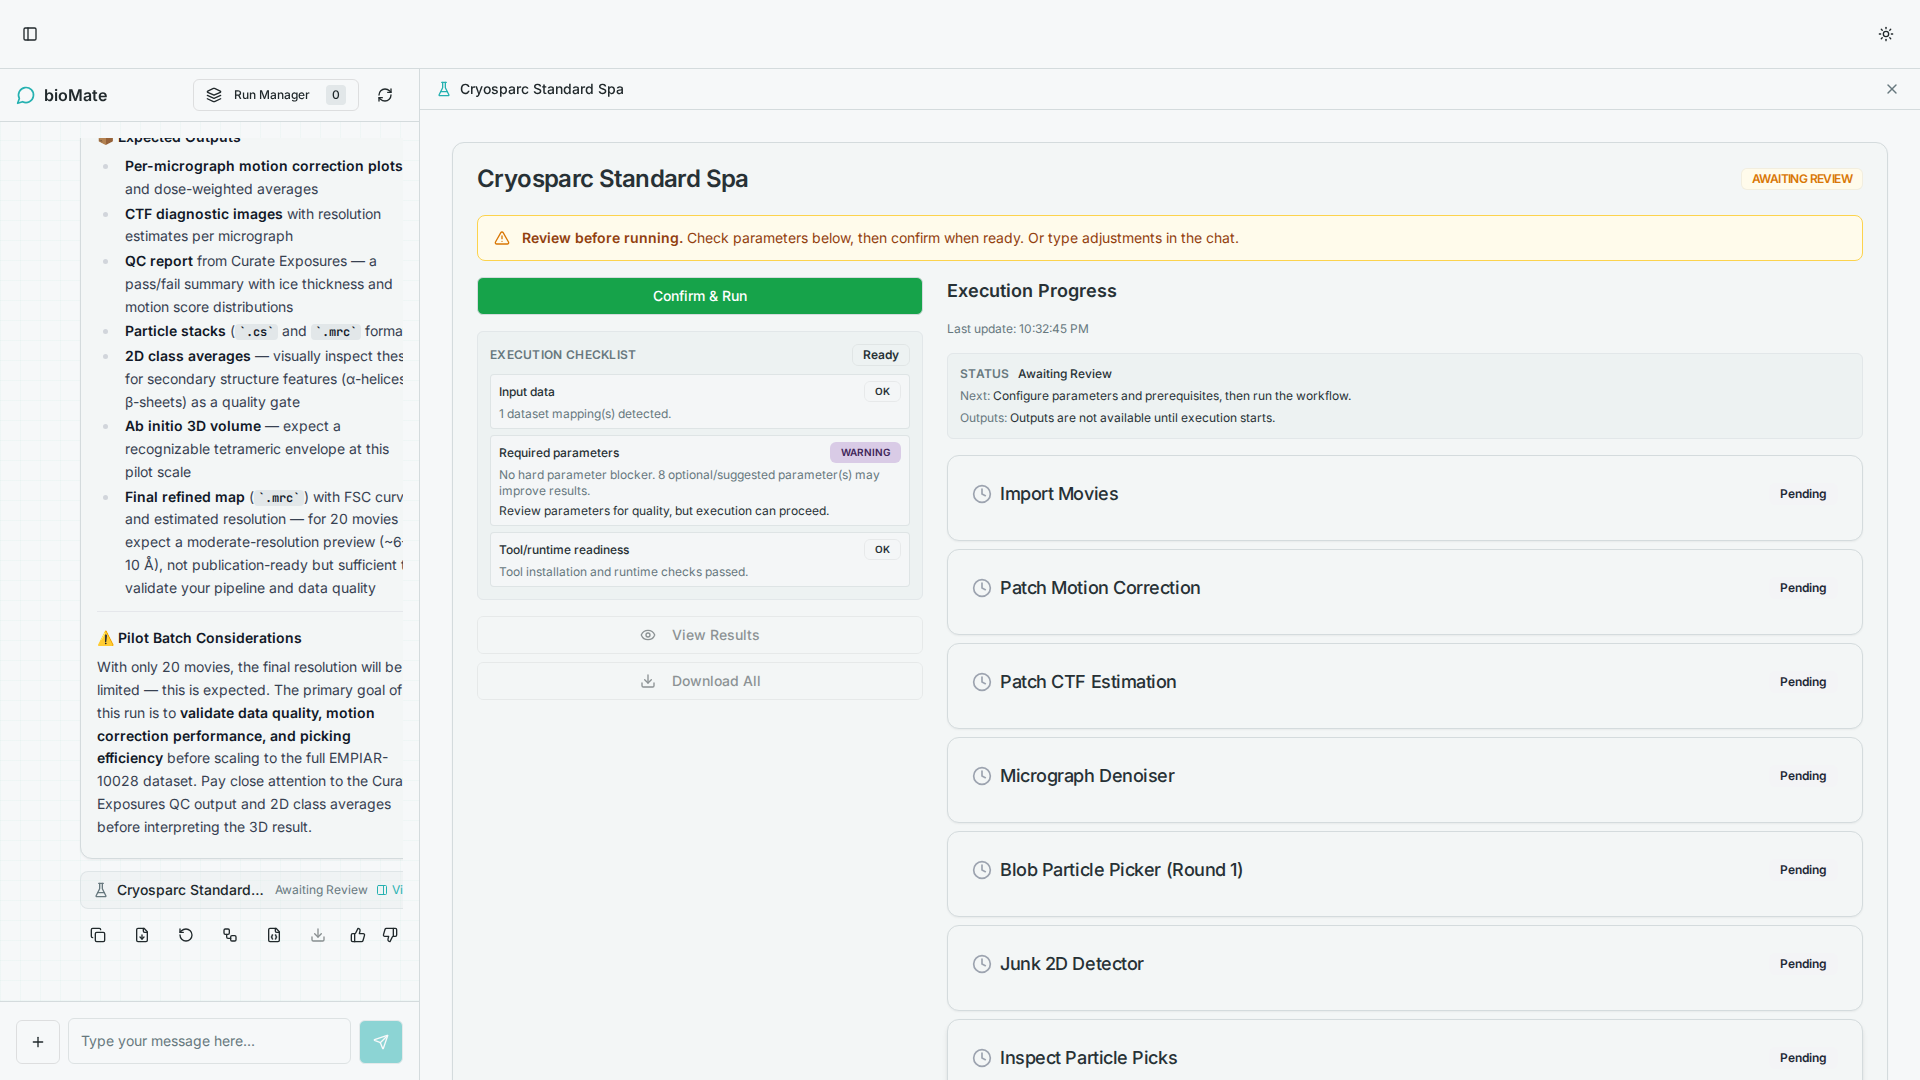 bioMate
Run Manager 0
Expected Outputs
Per-micrograph motion correction plots
and dose-weighted averages
CTF diagnostic images with resolution
estimates per micrograph
QC report from Curate Exposures — a
pass/fail summary with ice thickness and
motion score distributions
Particle stacks (`.cs` and `.mrc` forma
2D class averages — visually inspect thes
for secondary structure features (α-helices
β-sheets) as a quality gate
Ab initio 3D volume — expect a
recognizable tetrameric envelope at this
pilot scale
Final refined map (`.mrc`) with FSC curv
and estimated resolution — for 20 movies
expect a moderate-resolution preview (~6-
10 Å), not publication-ready but sufficient t
validate your pipeline and data quality
⚠️ Pilot Batch Considerations
With only 20 movies, the final resolution will be
limited — this is expected. The primary goal of
this run is to validate data quality, motion
correction performance, and picking
efficiency before scaling to the full EMPIAR-
10028 dataset. Pay close attention to the Cura
Exposures QC output and 2D class averages
before interpreting the 3D result.
Cryosparc Standard... Awaiting Review Vi
Type your message here...
Cryosparc Standard Spa
Cryosparc Standard Spa
AWAITING REVIEW
Review before running. Check parameters below, then confirm when ready. Or type adjustments in the chat.
Confirm & Run
EXECUTION CHECKLIST Ready
Input data OK
1 dataset mapping(s) detected.
Required parameters WARNING
No hard parameter blocker. 8 optional/suggested parameter(s) may
improve results.
Review parameters for quality, but execution can proceed.
Tool/runtime readiness OK
Tool installation and runtime checks passed.
View Results
Download All
Execution Progress
Last update: 10:32:45 PM
STATUS Awaiting Review
Next: Configure parameters and prerequisites, then run the workflow.
Outputs: Outputs are not available until execution starts.
Import Movies Pending
Patch Motion Correction Pending
Patch CTF Estimation Pending
Micrograph Denoiser Pending
Blob Particle Picker (Round 1) Pending
Junk 2D Detector Pending
Inspect Particle Picks Pending